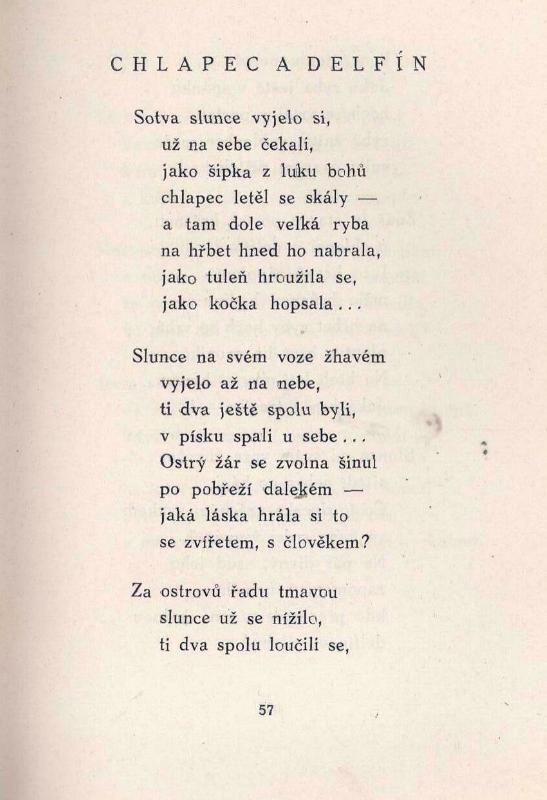 CHLAPEC A DELFÍN
Sotva slunce vyjelo si,
už na sebe čekali,
jako šipka z luku bohů
chlapec letěl se skály —
a tam dole velká ryba
na hřbet hned ho nabrala,
jako tuleň hroužila se,
jako kočka hopsala...
Slunce na svém voze žhavém
vyjelo až na nebe,
ti dva ještě spolu byli,
v písku spali u sebe...
Ostrý žár se zvolna šinul
po pobřeží dalekém —
jaká láska hrála si to
se zvířetem, s člověkem?
Za ostrovů řadu tmavou
slunce už se nížilo,
ti dva spolu loučili se,
57